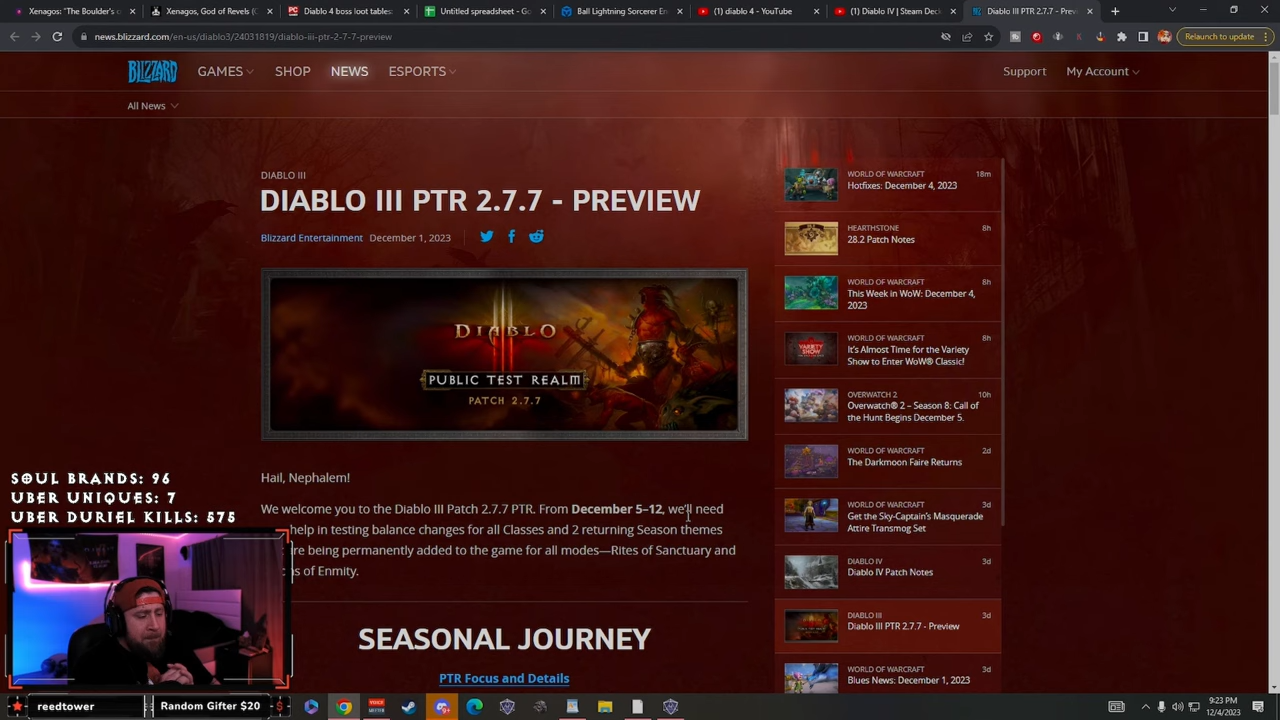 Xenagos: "The Boulder's
Xenagos, God of Revels (C
Diablo 4 boss loot tables
Untitled spreadsheet - Go
Ball Lightning Sorcerer En
(1) diablo 4 - YouTube
(1) Diablo IV | Steam Deck
Diablo III PTR 2.7.7 - Prev
news.blizzard.com/en-us/diablo3/24031819/diablo-iii-ptr-2-7-7-preview
Relaunch to update
BLIZZARD
GAMES
SHOP
NEWS
ESPORTS
Support
My Account
All News
DIABLO III
DIABLO III PTR 2.7.7 - PREVIEW
Blizzard Entertainment December 1, 2023
DIABLO
III
PUBLIC TEST REALM
PATCH 2.7.7
Hail, Nephalem!
We welcome you to the Diablo III Patch 2.7.7 PTR. From December 5–12, we'll need
help in testing balance changes for all Classes and 2 returning Season themes
re being permanently added to the game for all modes—Rites of Sanctuary and
ns of Enmity.
SEASONAL JOURNEY
PTR Focus and Details
WORLD OF WARCRAFT 18m
Hotfixes: December 4, 2023
HEARTHSTONE 8h
28.2 Patch Notes
WORLD OF WARCRAFT 8h
This Week in WoW: December 4,
2023
WORLD OF WARCRAFT 8h
It's Almost Time for the Variety
Show to Enter WoW® Classic!
VARIETY
SHOW
OVERWATCH 2 10h
Overwatch® 2 – Season 8: Call of
the Hunt Begins December 5.
WORLD OF WARCRAFT 2d
The Darkmoon Faire Returns
WORLD OF WARCRAFT 3d
Get the Sky-Captain's Masquerade
Attire Transmog Set
DIABLO IV 3d
Diablo IV Patch Notes
DIABLO III 3d
Diablo III PTR 2.7.7 - Preview
WORLD OF WARCRAFT 3d
Blues News: December 1, 2023
SOUL BRANDS: 96
UBER UNIQUES: 7
reedtower
Random Gifter $20
9:23 PM
12/4/2023